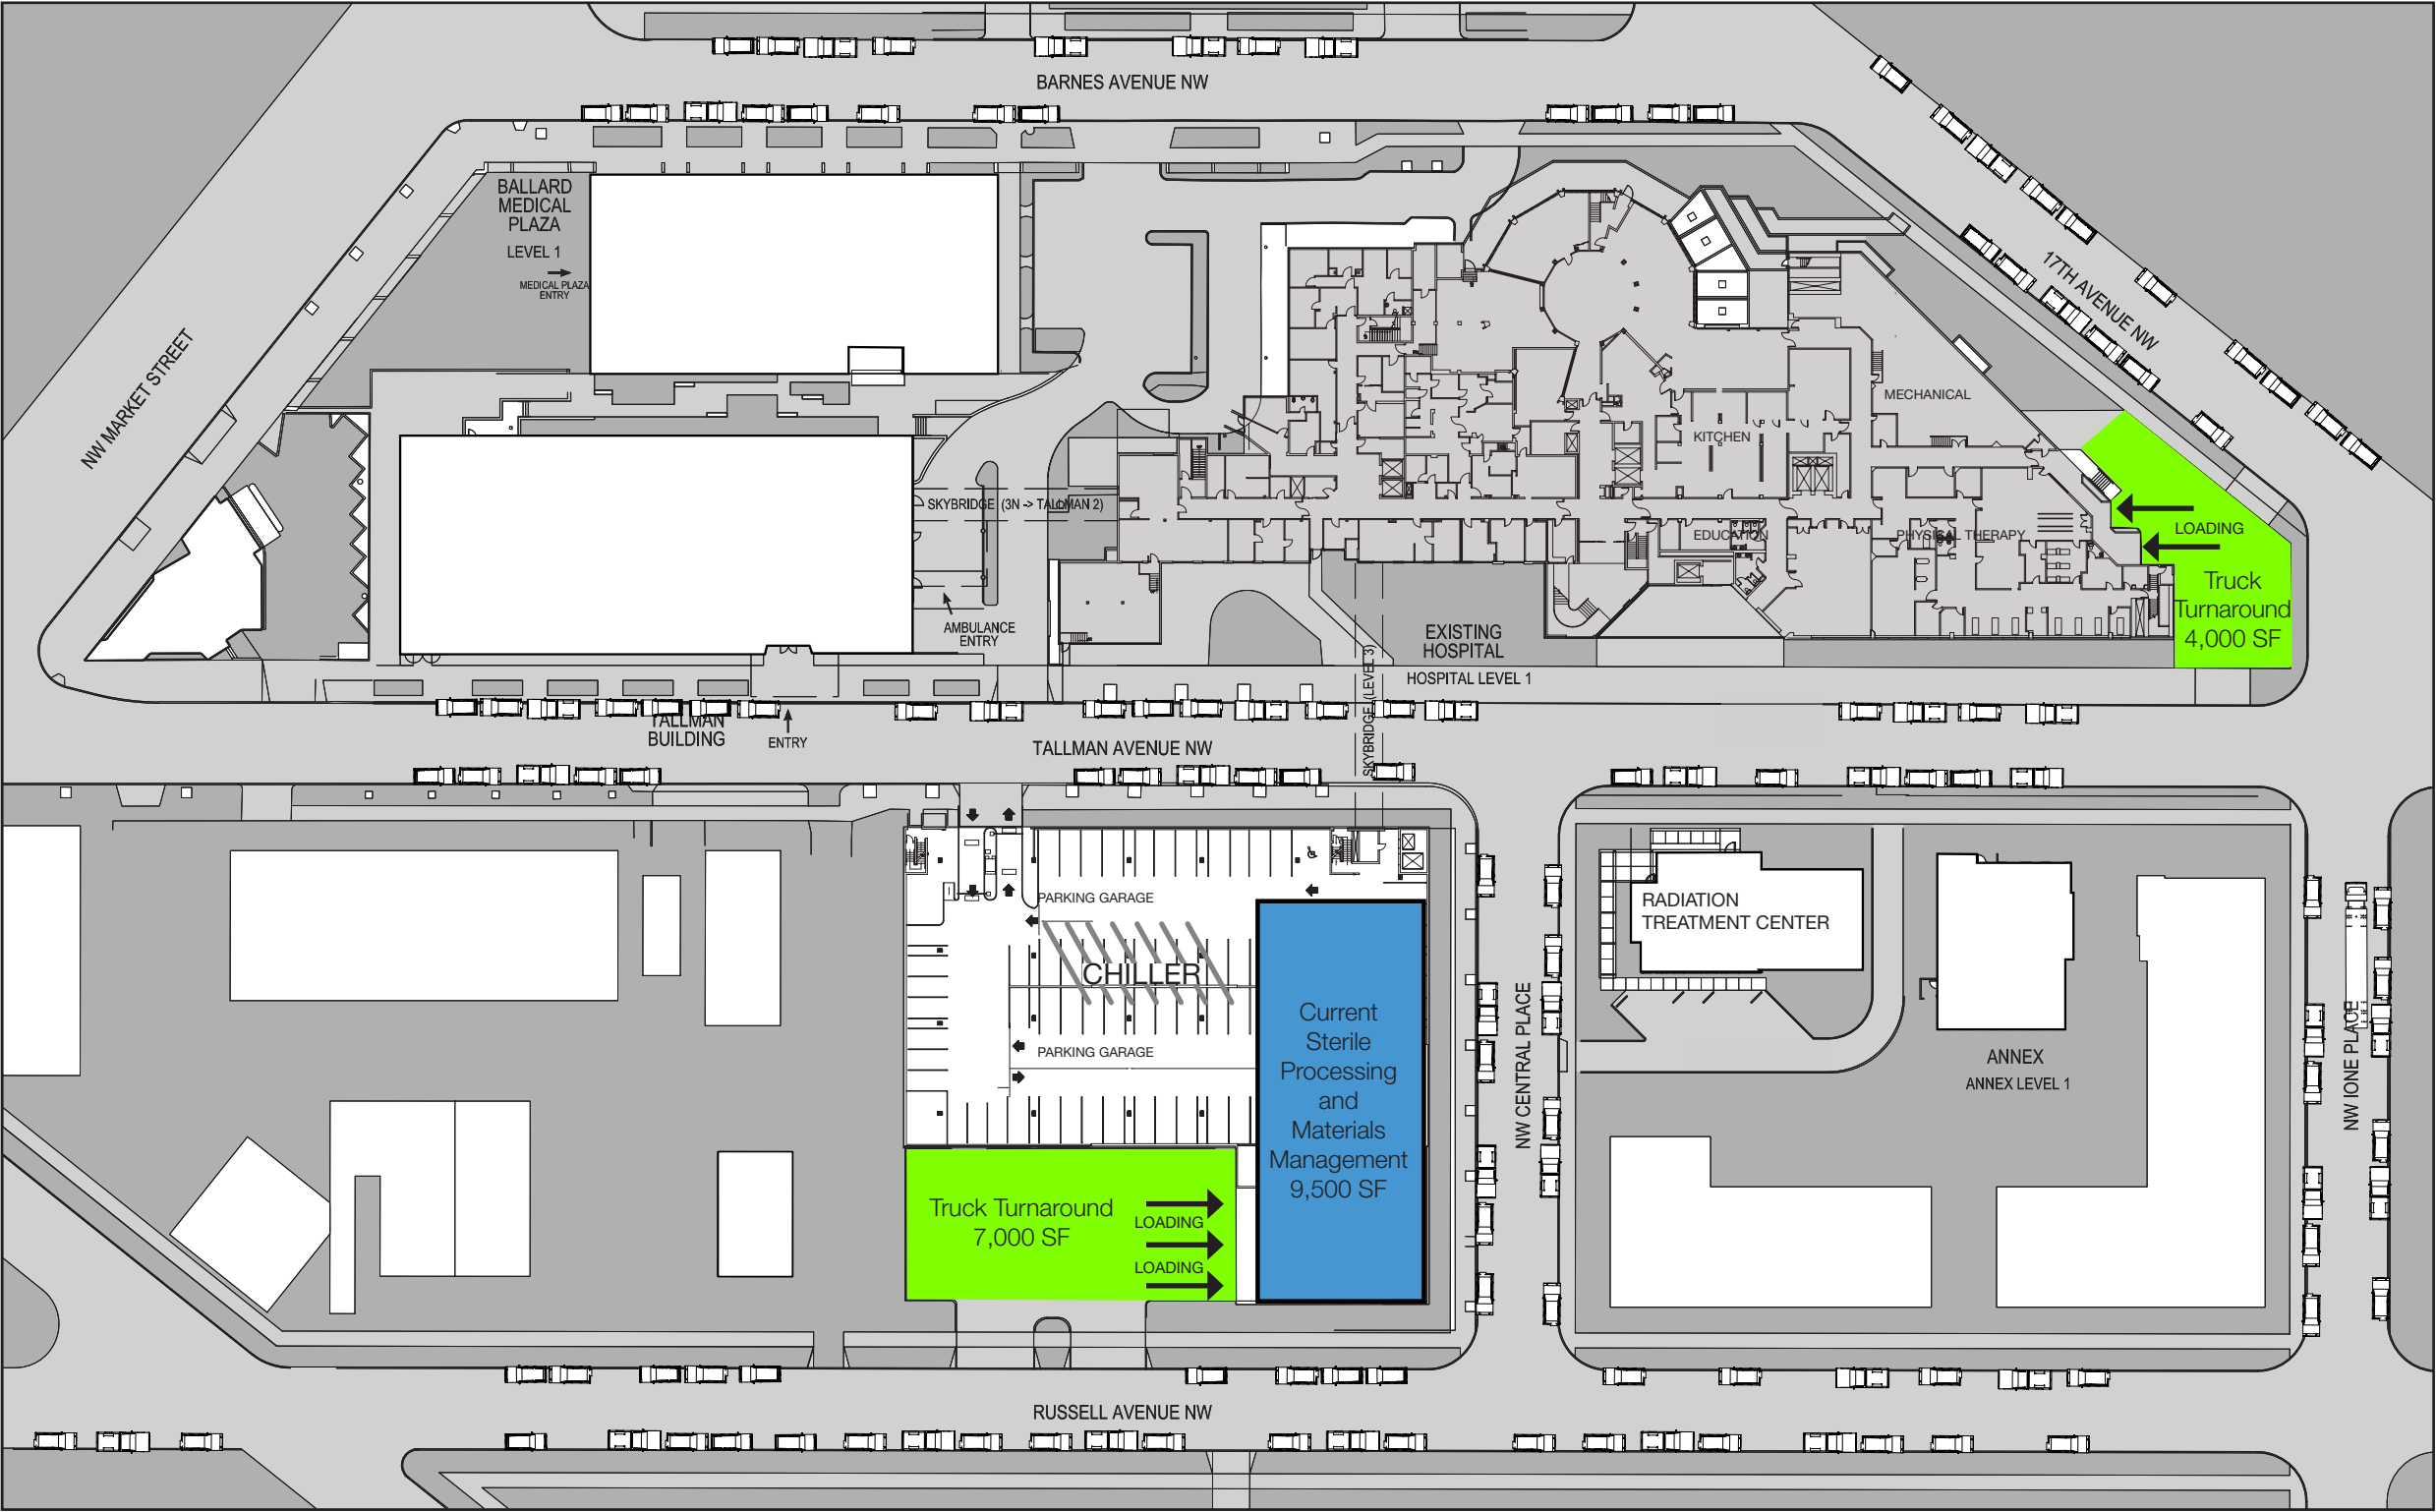 BARNES AVENUE NW
BALLARD
MEDICAL
PLAZA
LEVEL 1
MEDICAL PLAZA
ENTRY
NW MARKET STREET
17TH AVENUE NW
MECHANICAL
KITCHEN
SKYBRIDGE (3N -> TALLMAN 2)
EDUCATION
PHYSICAL THERAPY
LOADING
Truck
Turnaround
4,000 SF
AMBULANCE
ENTRY
EXISTING
HOSPITAL
HOSPITAL LEVEL 1
SKYBRIDGE (LEVEL 3)
TALLMAN
BUILDING
ENTRY
TALLMAN AVENUE NW
PARKING GARAGE
CHILLER
PARKING GARAGE
Current
Sterile
Processing
and
Materials
Management
9,500 SF
Truck Turnaround
7,000 SF
LOADING
LOADING
NW CENTRAL PLACE
RADIATION
TREATMENT CENTER
ANNEX
ANNEX LEVEL 1
NW IONE PLACE
RUSSELL AVENUE NW